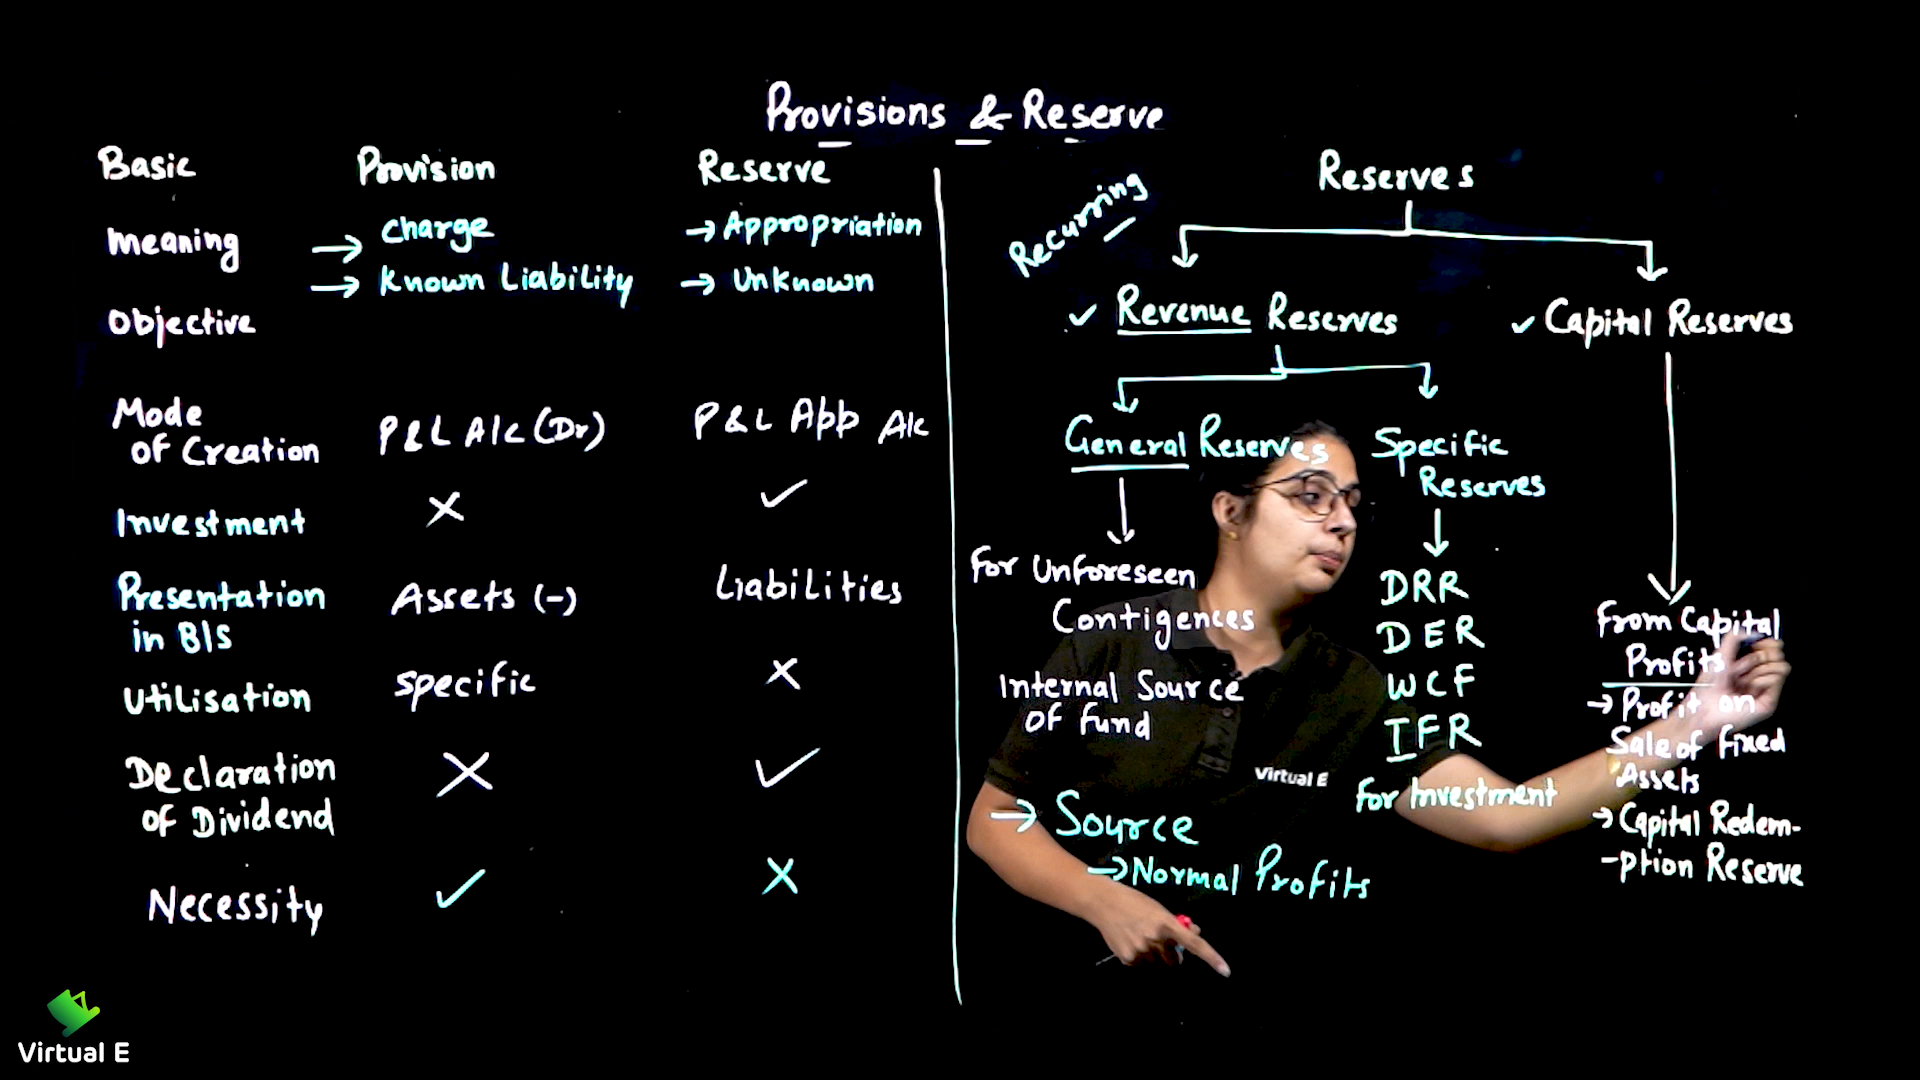 Provisions & Reserve
Basic Provision Reserve
Meaning → Charge → Appropriation
→ Known Liability → Unknown
Objective
Mode of Creation P&L A/c (Dr) P&L App A/c
Investment ✗ ✓
Presentation in B/S Assets (-) Liabilities
Utilisation Specific ✗
Declaration of Dividend ✗ ✓
Necessity ✓ ✗
Reserves
Recurring
✓ Revenue Reserves
✓ Capital Reserves
General Reserves
Specific
Reserves
For Unforeseen
Contigences
Internal Source
OF Fund
→ Source
→ Normal Profits
DRR
DER
WCF
IFR
For Investment
From Capital
Profits
→ Profit on
Sale of Fixed
Assets
→ Capital Redem-
-ption Reserve
Virtual E
Virtual E